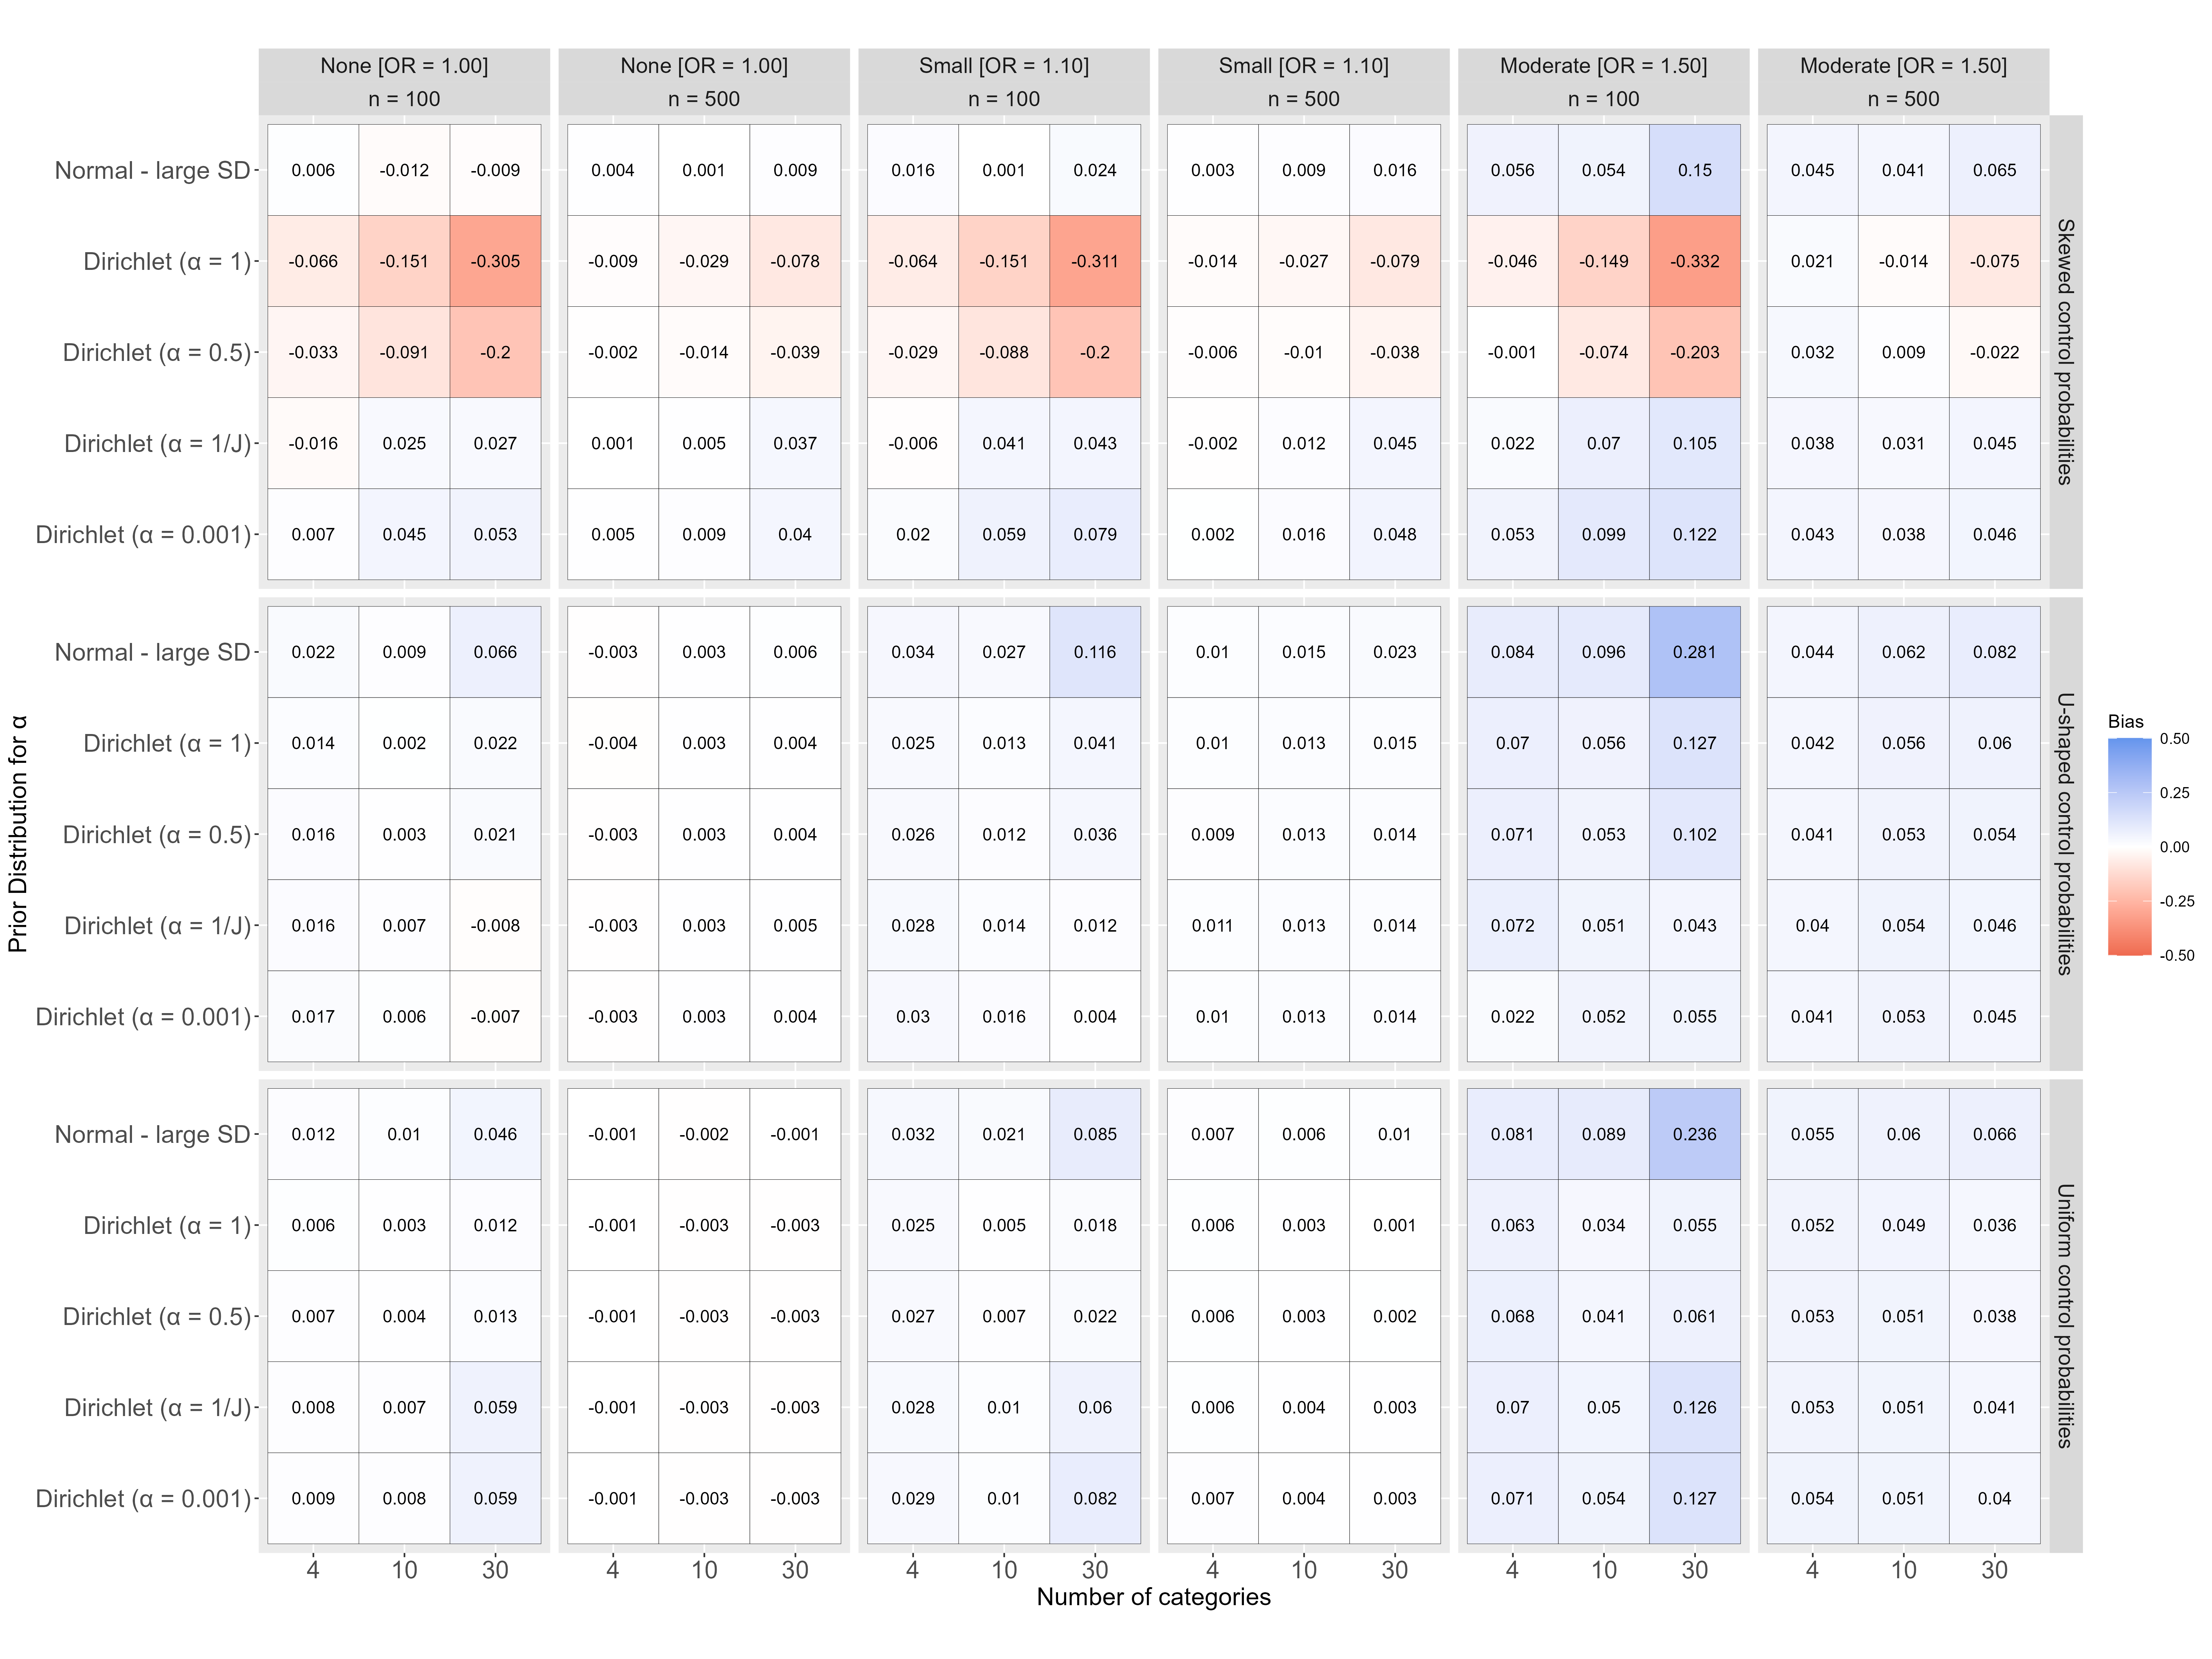 None [OR = 1.00] None [OR = 1.00] Small [OR = 1.10] Small [OR = 1.10] Moderate [OR = 1.50] Moderate [OR = 1.50]
n = 100 n = 500 n = 100 n = 500 n = 100 n = 500
Normal - large SD 0.006 -0.012 -0.009 0.004 0.001 0.009 0.016 0.001 0.024 0.003 0.009 0.016 0.056 0.054 0.15 0.045 0.041 0.065
Dirichlet (α = 1) -0.066 -0.151 -0.305 -0.009 -0.029 -0.078 -0.064 -0.151 -0.311 -0.014 -0.027 -0.079 -0.046 -0.149 -0.332 0.021 -0.014 -0.075
Dirichlet (α = 0.5) -0.033 -0.091 -0.2 -0.002 -0.014 -0.039 -0.029 -0.088 -0.2 -0.006 -0.01 -0.038 -0.001 -0.074 -0.203 0.032 0.009 -0.022
Dirichlet (α = 1/J) -0.016 0.025 0.027 0.001 0.005 0.037 -0.006 0.041 0.043 -0.002 0.012 0.045 0.022 0.07 0.105 0.038 0.031 0.045
Dirichlet (α = 0.001) 0.007 0.045 0.053 0.005 0.009 0.04 0.02 0.059 0.079 0.002 0.016 0.048 0.053 0.099 0.122 0.043 0.038 0.046
Skewed control probabilities
Normal - large SD 0.022 0.009 0.066 -0.003 0.003 0.006 0.034 0.027 0.116 0.01 0.015 0.023 0.084 0.096 0.281 0.044 0.062 0.082
Dirichlet (α = 1) 0.014 0.002 0.022 -0.004 0.003 0.004 0.025 0.013 0.041 0.01 0.013 0.015 0.07 0.056 0.127 0.042 0.056 0.06
Dirichlet (α = 0.5) 0.016 0.003 0.021 -0.003 0.003 0.004 0.026 0.012 0.036 0.009 0.013 0.014 0.071 0.053 0.102 0.041 0.053 0.054
Dirichlet (α = 1/J) 0.016 0.007 -0.008 -0.003 0.003 0.005 0.028 0.014 0.012 0.011 0.013 0.014 0.072 0.051 0.043 0.04 0.054 0.046
Dirichlet (α = 0.001) 0.017 0.006 -0.007 -0.003 0.003 0.004 0.03 0.016 0.004 0.01 0.013 0.014 0.022 0.052 0.055 0.041 0.053 0.045
U-shaped control probabilities
Normal - large SD 0.012 0.01 0.046 -0.001 -0.002 -0.001 0.032 0.021 0.085 0.007 0.006 0.01 0.081 0.089 0.236 0.055 0.06 0.066
Dirichlet (α = 1) 0.006 0.003 0.012 -0.001 -0.003 -0.003 0.025 0.005 0.018 0.006 0.003 0.001 0.063 0.034 0.055 0.052 0.049 0.036
Dirichlet (α = 0.5) 0.007 0.004 0.013 -0.001 -0.003 -0.003 0.027 0.007 0.022 0.006 0.003 0.002 0.068 0.041 0.061 0.053 0.051 0.038
Dirichlet (α = 1/J) 0.008 0.007 0.059 -0.001 -0.003 -0.003 0.028 0.01 0.06 0.006 0.004 0.003 0.07 0.05 0.126 0.053 0.051 0.041
Dirichlet (α = 0.001) 0.009 0.008 0.059 -0.001 -0.003 -0.003 0.029 0.01 0.082 0.007 0.004 0.003 0.071 0.054 0.127 0.054 0.051 0.04
Uniform control probabilities
4 10 30 4 10 30 4 10 30 4 10 30 4 10 30 4 10 30
Number of categories
Prior Distribution for α
Bias
0.50
0.25
0.00
-0.25
-0.50